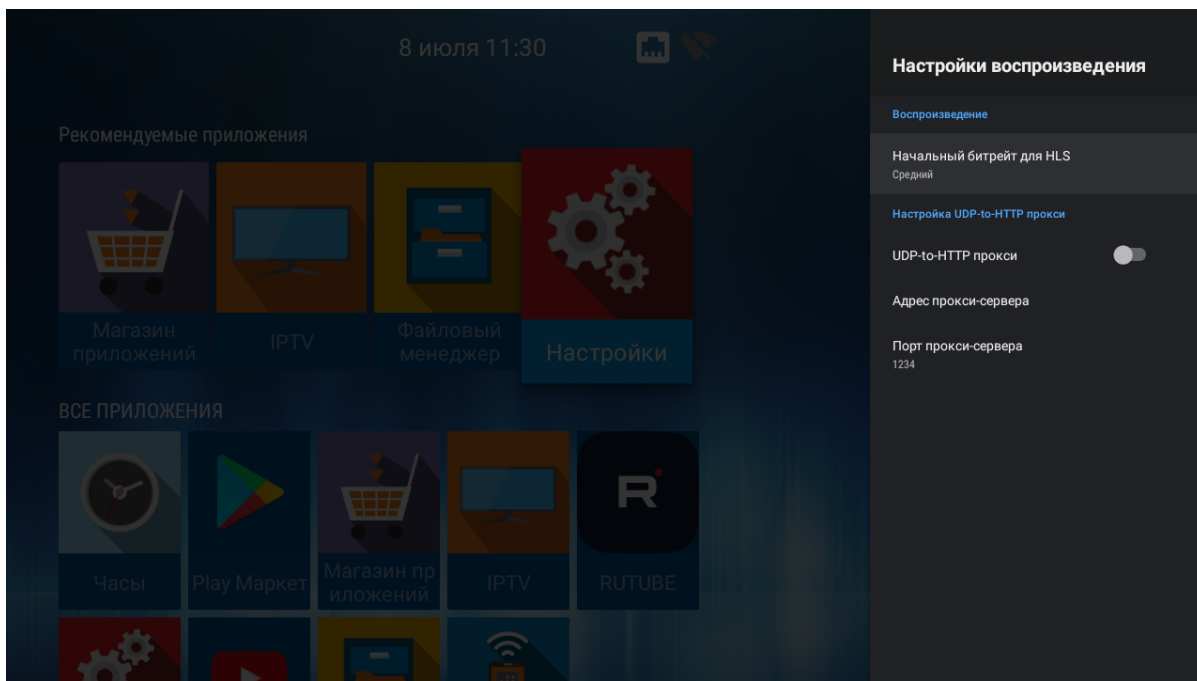 8 июля 11:30
Рекомендуемые приложения
Магазин
приложений
IPTV
Файловый
менеджер
Настройки
ВСЕ ПРИЛОЖЕНИЯ
Часы
Play Маркет
Магазин пр
иложений
IPTV
R
RUTUBE
Настройки воспроизведения
Воспроизведение
Начальный битрейт для HLS
Средний
Настройка UDP-to-HTTP прокси
UDP-to-HTTP прокси
Адрес прокси-сервера
Порт прокси-сервера
1234